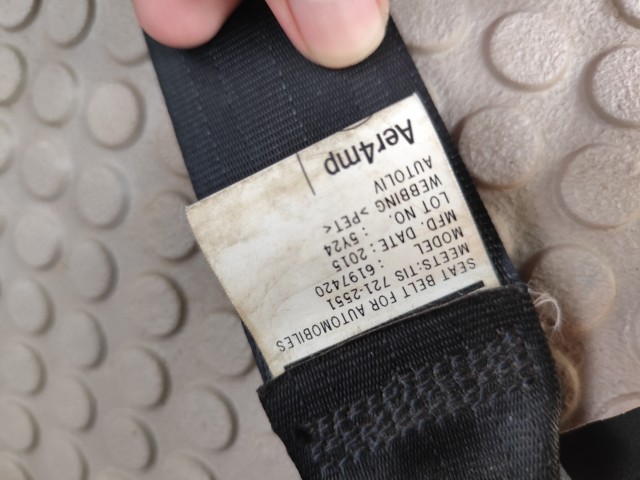 SEAT BELT FOR AUTOMOBILES
MEETS:TIS 721-2551
MODEL : 6197420
MFD. DATE : 2015
LOT NO. : 5Y24
WEBBING >PET<
AUTOLIV
Aer4mp